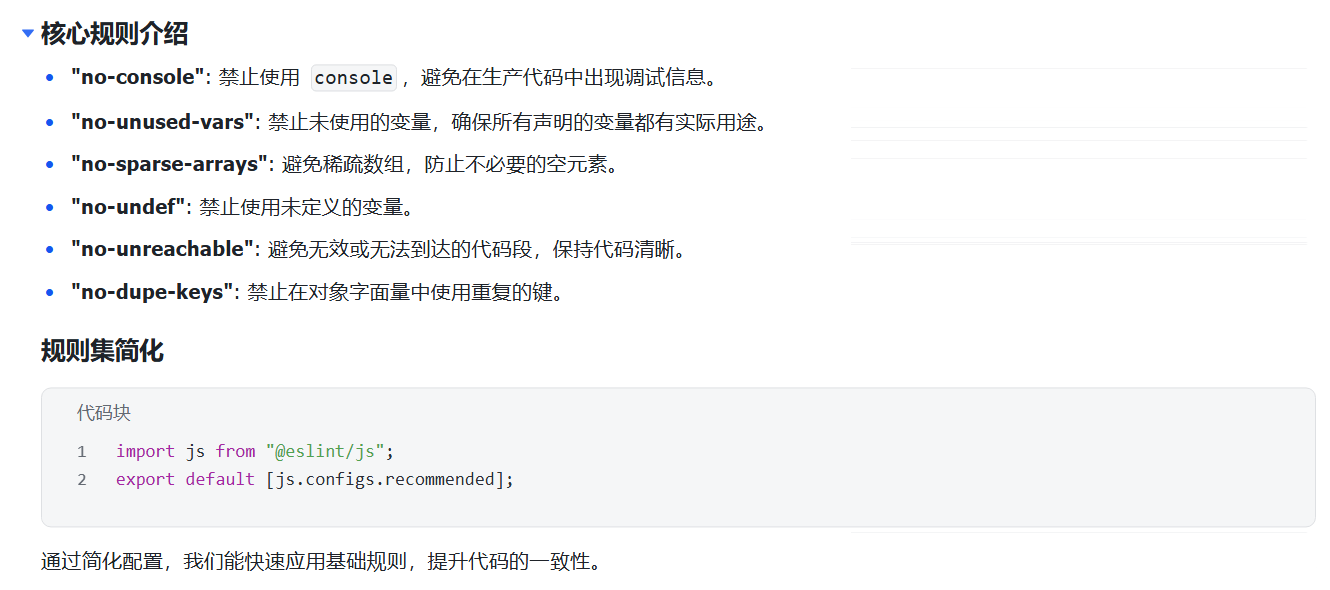 核心规则介绍
"no-console": 禁止使用 console ，避免在生产代码中出现调试信息。
"no-unused-vars": 禁止未使用的变量，确保所有声明的变量都有实际用途。
"no-sparse-arrays": 避免稀疏数组，防止不必要的空元素。
"no-undef": 禁止使用未定义的变量。
"no-unreachable": 避免无效或无法到达的代码段，保持代码清晰。
"no-dupe-keys": 禁止在对象字面量中使用重复的键。
规则集简化
代码块
1 import js from "@eslint/js";
2 export default [js.configs.recommended];
通过简化配置，我们能快速应用基础规则，提升代码的一致性。